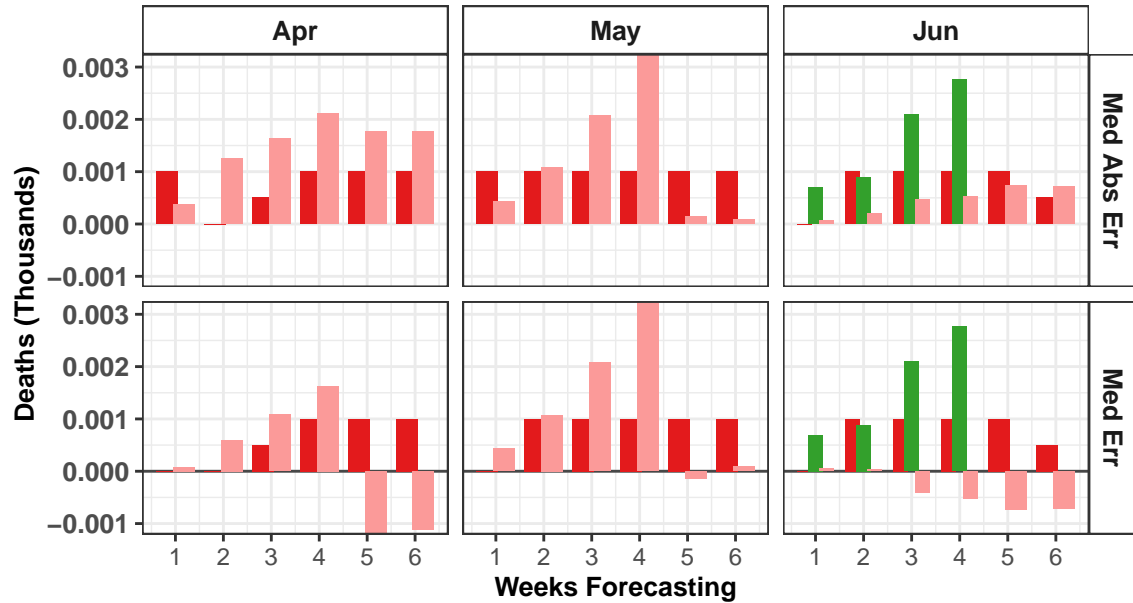 Apr May Jun
0.003
0.002
0.001
0.000
−0.001
Med Abs Err
0.003
0.002
0.001
0.000
−0.001
Med Err
Deaths (Thousands)
1 2 3 4 5 6 1 2 3 4 5 6 1 2 3 4 5 6
Weeks Forecasting